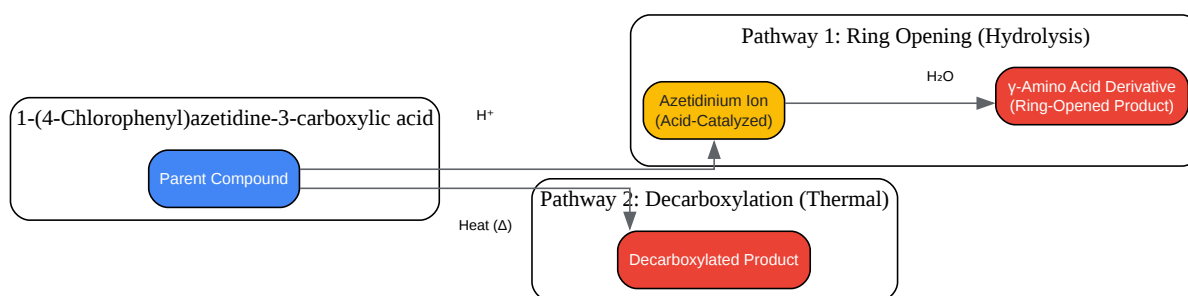 Pathway 1: Ring Opening (Hydrolysis)
H₂O
Azetidinium Ion
(Acid-Catalyzed)
γ-Amino Acid Derivative
(Ring-Opened Product)
1-(4-Chlorophenyl)azetidine-3-carboxylic acid
H⁺
Parent Compound
Pathway 2: Decarboxylation (Thermal)
Heat (Δ)
Decarboxylated Product